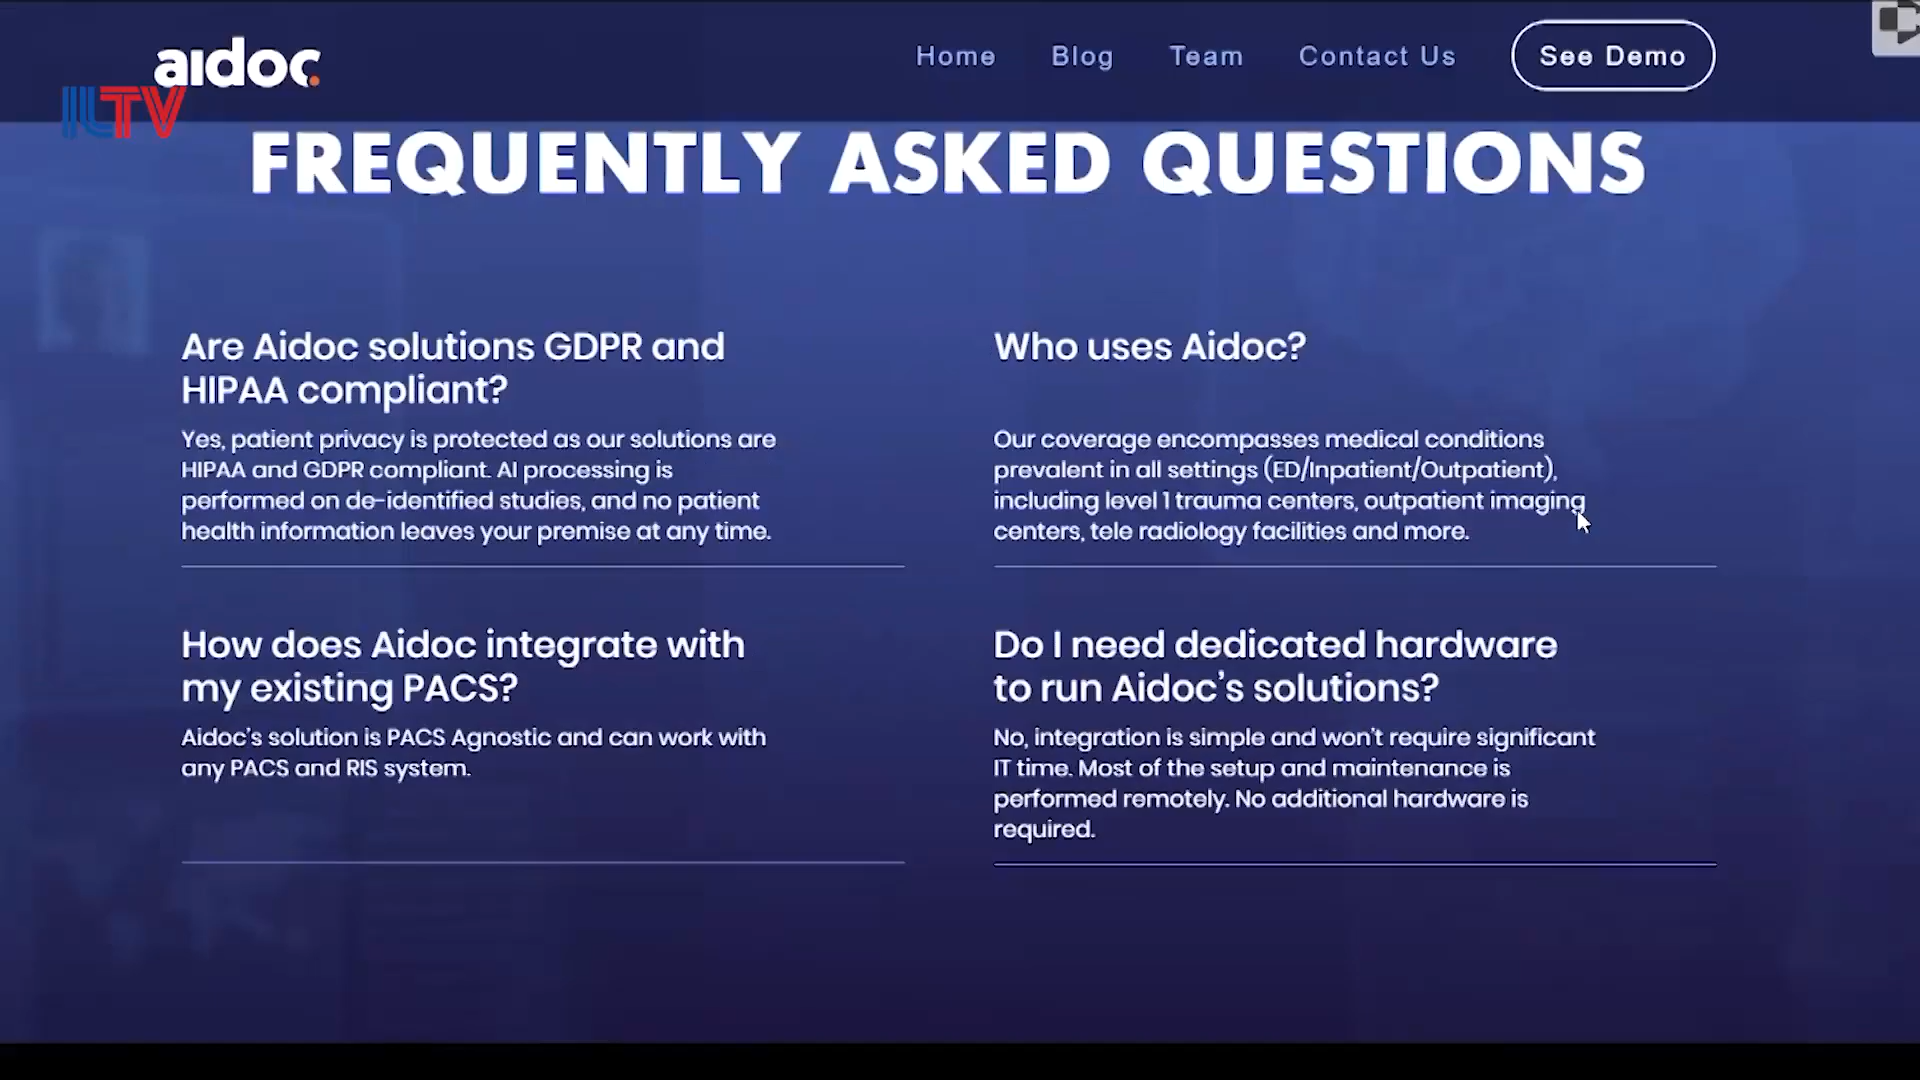 aidoc.
Home Blog Team Contact Us See Demo
ILTV
FREQUENTLY ASKED QUESTIONS
Are Aidoc solutions GDPR and
HIPAA compliant?
Yes, patient privacy is protected as our solutions are
HIPAA and GDPR compliant. AI processing is
performed on de-identified studies, and no patient
health information leaves your premise at any time.
Who uses Aidoc?
Our coverage encompasses medical conditions
prevalent in all settings (ED/Inpatient/Outpatient),
including level 1 trauma centers, outpatient imaging
centers, tele radiology facilities and more.
How does Aidoc integrate with
my existing PACS?
Aidoc's solution is PACS Agnostic and can work with
any PACS and RIS system.
Do I need dedicated hardware
to run Aidoc's solutions?
No, integration is simple and won't require significant
IT time. Most of the setup and maintenance is
performed remotely. No additional hardware is
required.